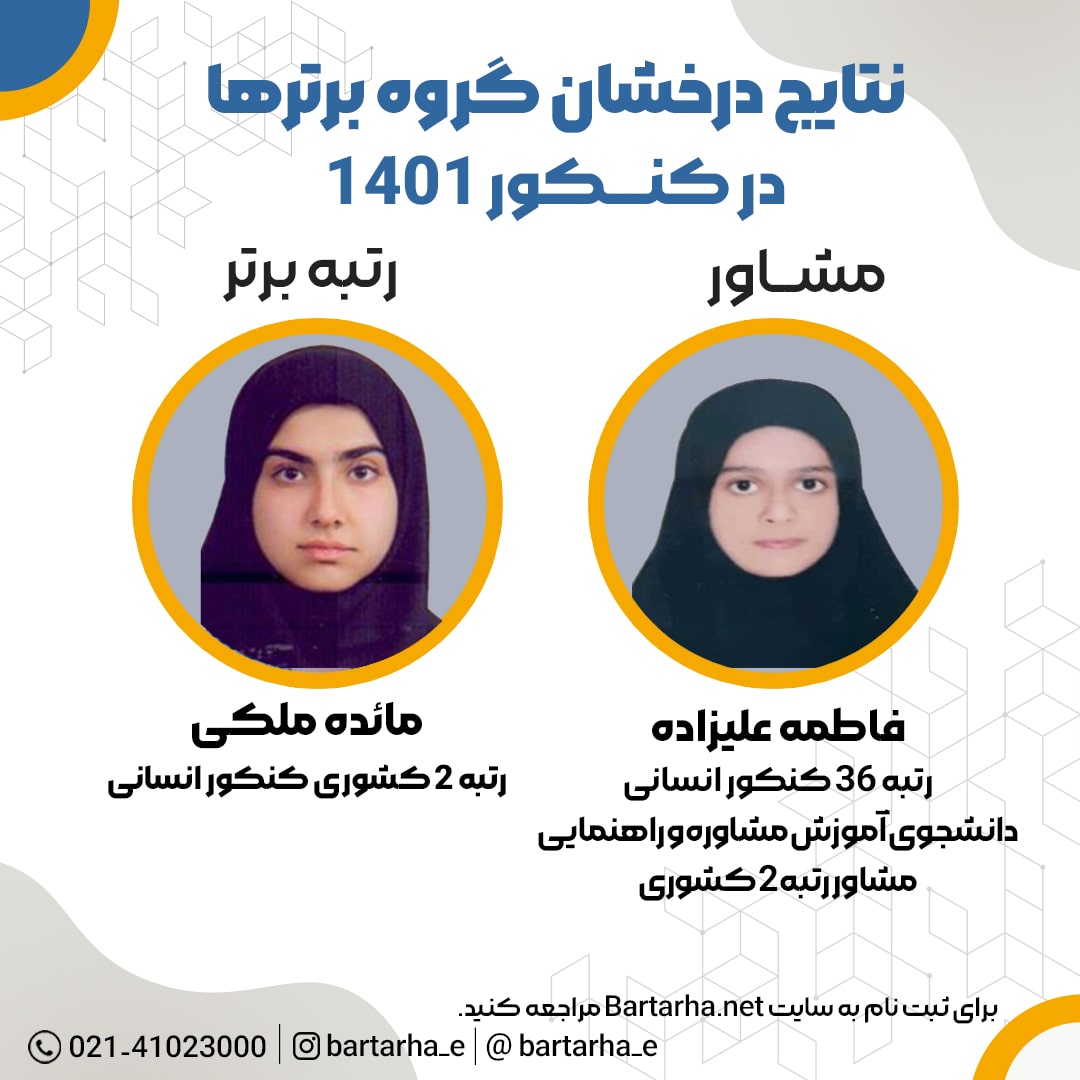 نتایج درخشان گروه برترها
در کنکور 1401
مشاور
رتبه برتر
فاطمه علیزاده
رتبه 36 کنکور انسانی
دانشجوی آموزش مشاوره و راهنمایی
مشاور رتبه 2 کشوری
مائده ملکی
رتبه 2 کشوری کنکور انسانی
برای ثبت نام به سایت Bartarha.net مراجعه کنید.
021-41023000 | bartarha_e | @ bartarha_e